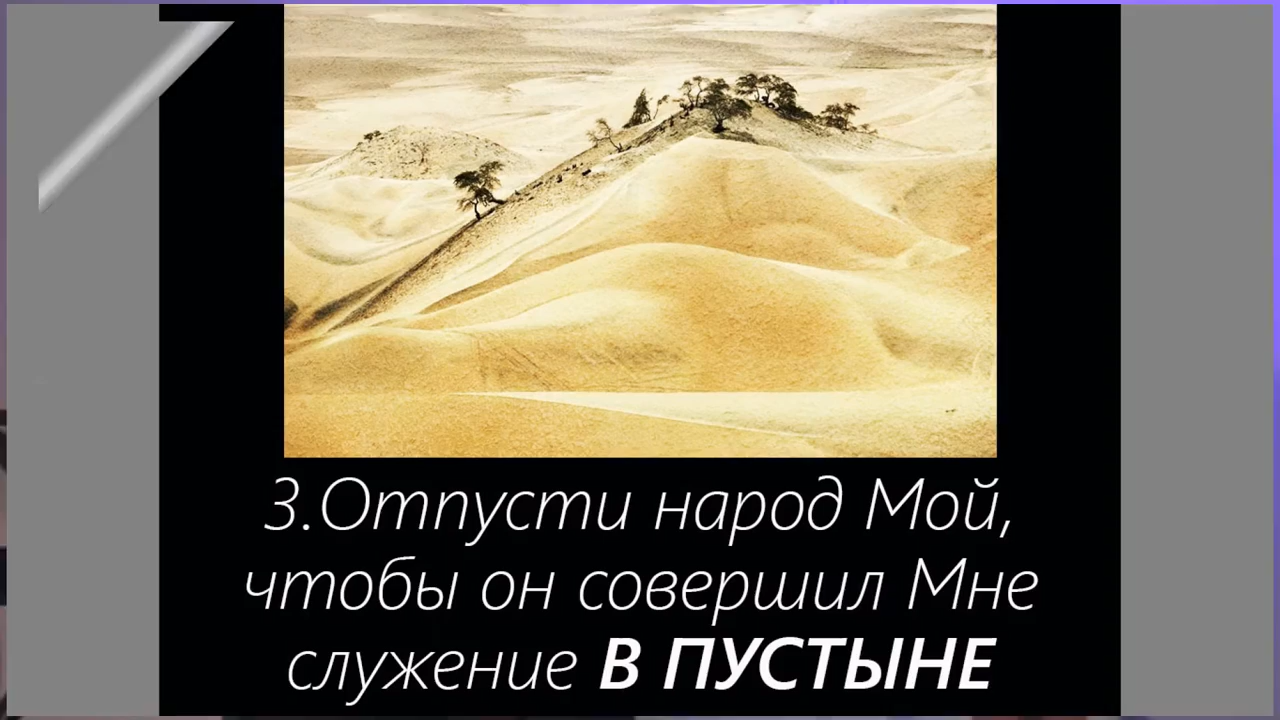 3.Отпусти народ Мой,
чтобы он совершил Мне
служение В ПУСТЫНЕ